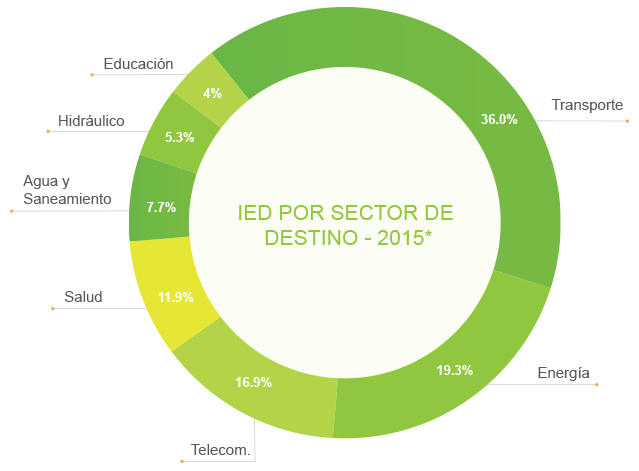 Educación
4%
Hidráulico
5.3%
Transporte
36.0%
Agua y
Saneamiento
7.7%
IED POR SECTOR DE
DESTINO - 2015*
Salud
11.9%
Energía
19.3%
16.9%
Telecom.